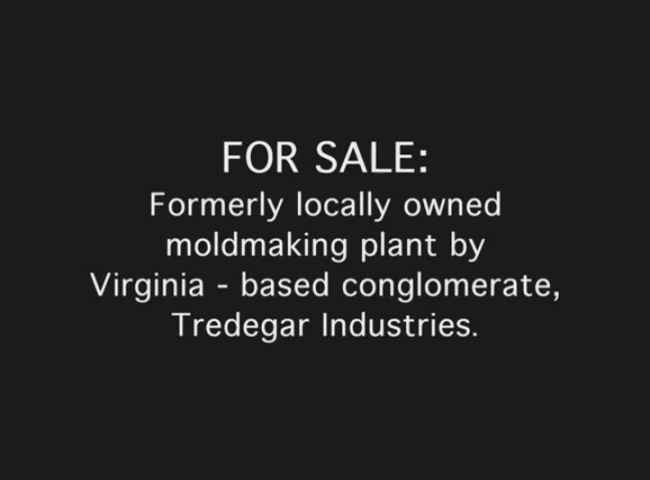 FOR SALE:
Formerly locally owned
moldmaking plant by
Virginia - based conglomerate,
Tredegar Industries.